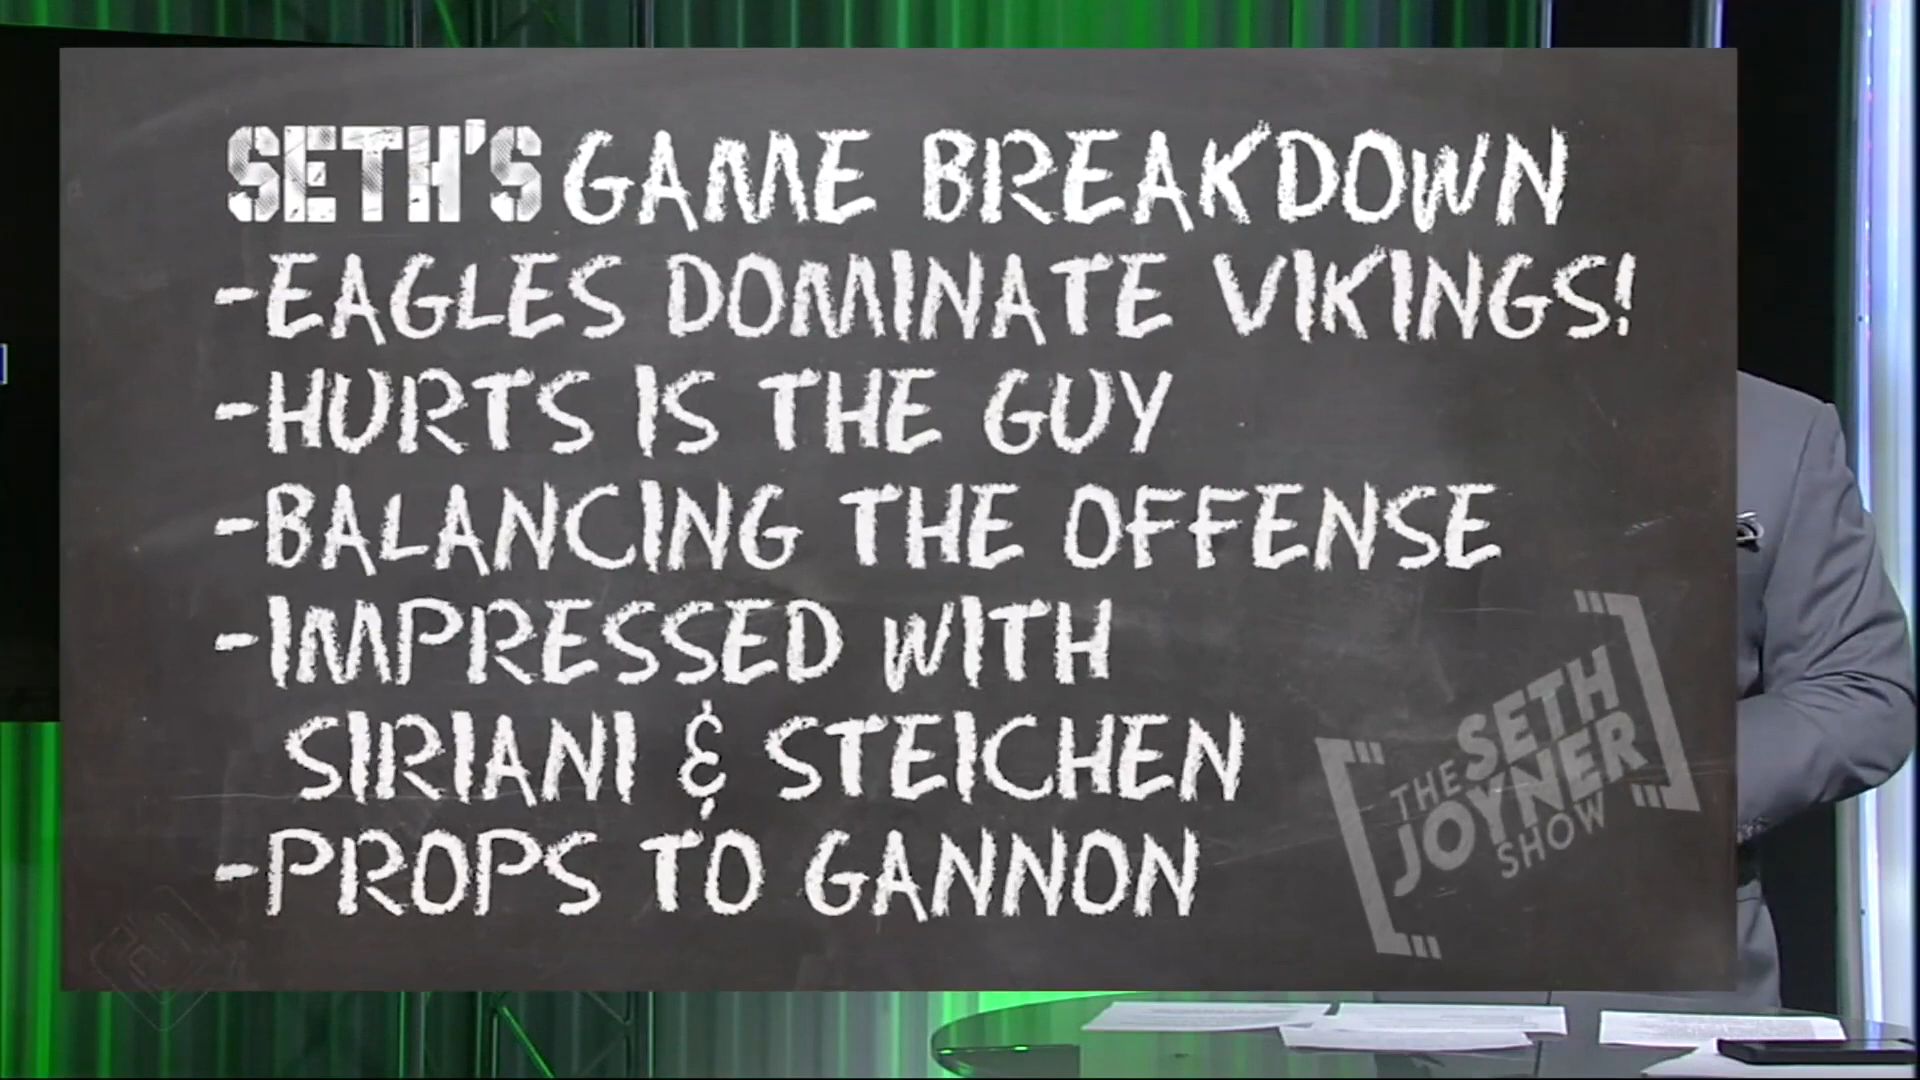 SETH'S GAME BREAKDOWN
-EAGLES DOMINATE VIKINGS!
-HURTS IS THE GUY
-BALANCING THE OFFENSE
-IMPRESSED WITH
SIRIANI & STEICHEN
-PROPS TO GANNON
THE SETH
JOYNER
SHOW